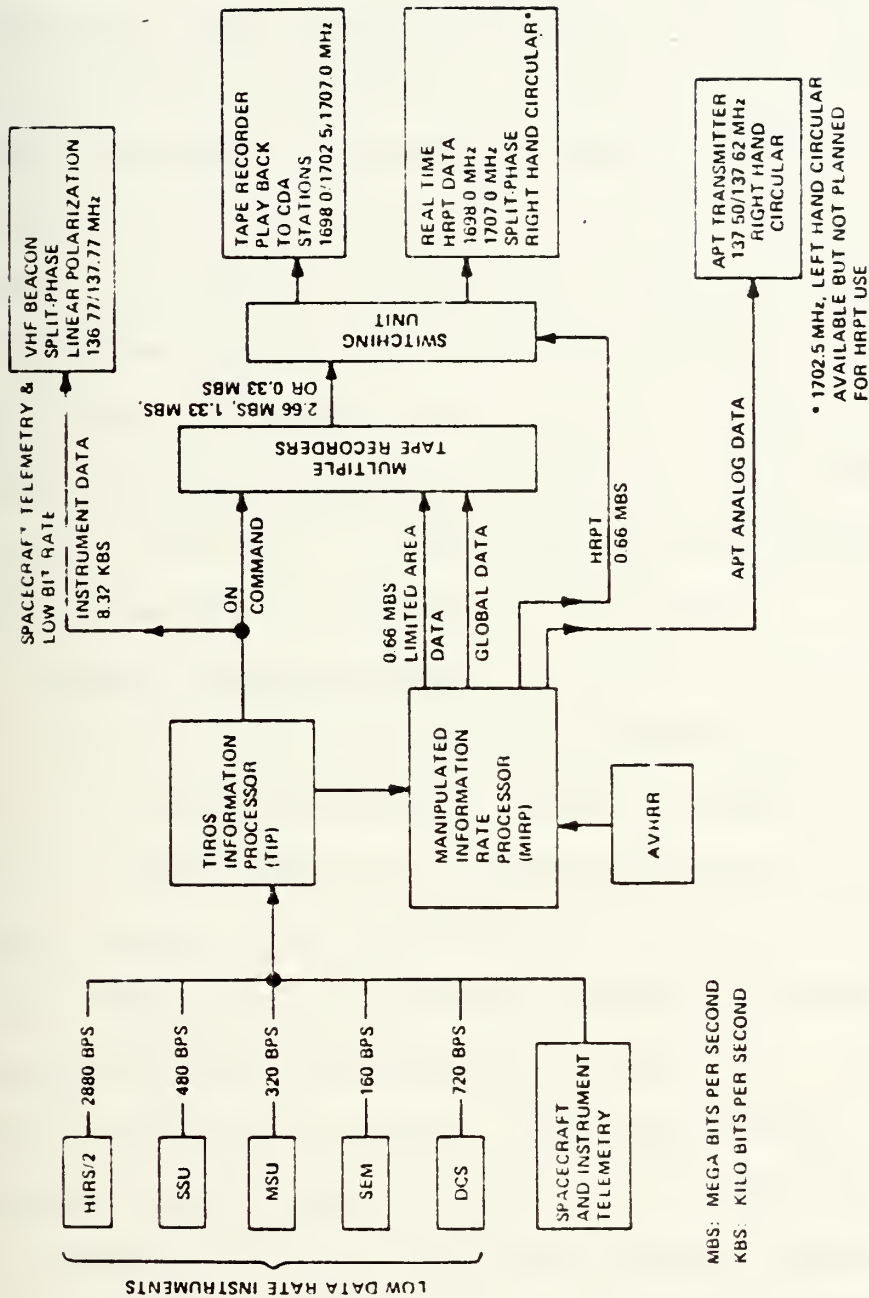 LOW DATA RATE INSTRUMENTS
HIRS/2
2880 BPS
SSU
480 BPS
MSU
320 BPS
SEM
160 BPS
DCS
720 BPS
SPACECRAFT
AND INSTRUMENT
TELEMETRY
MBS: MEGA BITS PER SECOND
KBS: KILO BITS PER SECOND
TIROS
INFORMATION
PROCESSOR
(TIP)
MANIPULATED
INFORMATION
RATE
PROCESSOR
(MIRP)
AVHRR
SPACECRAFT TELEMETRY &
LOW BIT RATE
INSTRUMENT DATA
8.32 KBS
ON
COMMAND
0.66 MBS
LIMITED AREA
DATA
GLOBAL DATA
MULTIPLE
TAPE RECORDERS
2.66 MBS, 1.33 MBS,
OR 0.33 MBS
SWITCHING
UNIT
HRPT
0.66 MBS
APT ANALOG DATA
VHF BEACON
SPLIT-PHASE
LINEAR POLARIZATION
136 77/137.77 MHz
TAPE RECORDER
PLAY BACK
TO CDA
STATIONS
1698 0/1702 5/1707.0 MHz
REAL TIME
HRPT DATA
1698 0 MHz
1707.0 MHz
SPLIT-PHASE
RIGHT HAND CIRCULAR*
APT TRANSMITTER
137 50/137 62 MHz
RIGHT HAND
CIRCULAR
* 1702.5 MHz, LEFT HAND CIRCULAR
AVAILABLE BUT NOT PLANNED
FOR HRPT USE